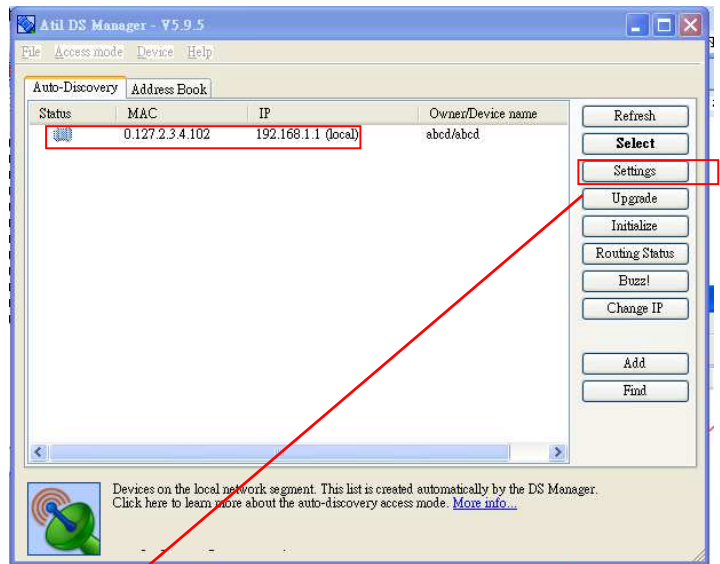 Atil DS Manager - V5.9.5
File Access mode Device Help
Auto-Discovery Address Book
Status MAC IP Owner/Device name
0.127.2.3.4.102 192.168.1.1 (local) abcd/abcd
Refresh
Select
Settings
Upgrade
Initialize
Routing Status
Buzz!
Change IP
Add
Find
Devices on the local network segment. This list is created automatically by the DS Manager.
Click here to learn more about the auto-discovery access mode. More info...